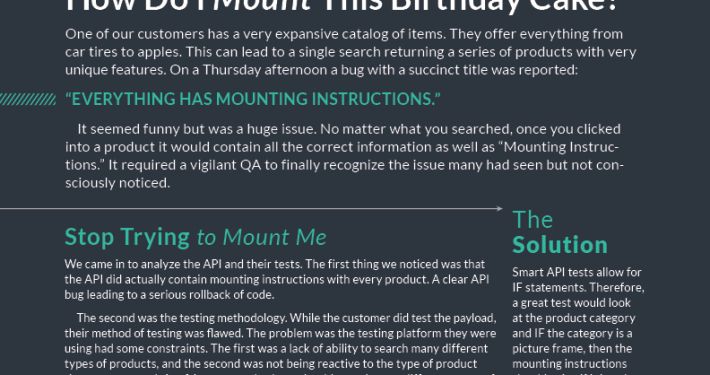 How Do I Mount This Birthday Cake?
One of our customers has a very expansive catalog of items. They offer everything from
car tires to apples. This can lead to a single search returning a series of products with very
unique features. On a Thursday afternoon a bug with a succinct title was reported:
“EVERYTHING HAS MOUNTING INSTRUCTIONS.”
It seemed funny but was a huge issue. No matter what you searched, once you clicked
into a product it would contain all the correct information as well as “Mounting Instruc-
tions.” It required a vigilant QA to finally recognize the issue many had seen but not con-
sciously noticed.
Stop Trying to Mount Me
We came in to analyze the API and their tests. The first thing we noticed was that
the API did actually contain mounting instructions with every product. A clear API
bug leading to a serious rollback of code.
The second was the testing methodology. While the customer did test the payload,
their method of testing was flawed. The problem was the testing platform they were
using had some constraints. The first was a lack of ability to search many different
types of products, and the second was not being reactive to the type of product
The
Solution
Smart API tests allow for
IF statements. Therefore,
a great test would look
at the product category
and IF the category is a
picture frame, then the
mounting instructions